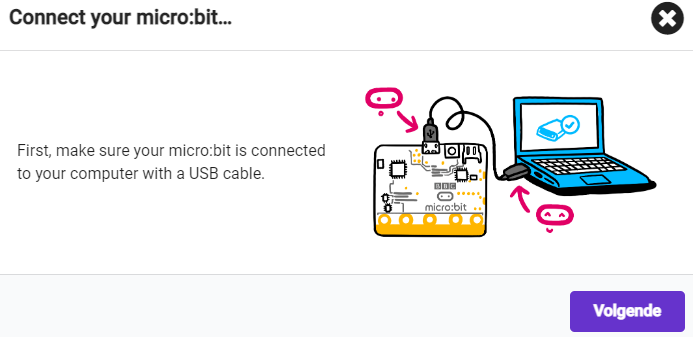 Connect your micro:bit...
First, make sure your micro:bit is connected
to your computer with a USB cable.
BBC
micro:bit
Volgende